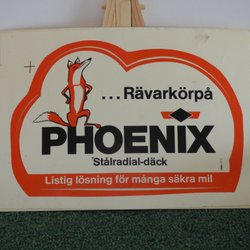 ...Rävarkörpå
PHOENIX
Stålradial-däck
Listig lösning för många säkra mil